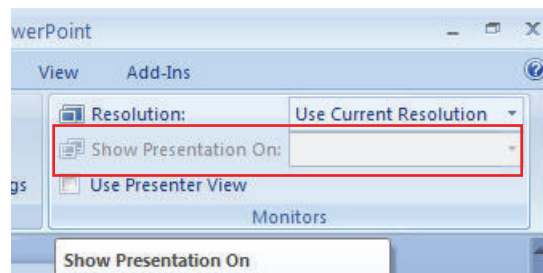 werPoint
View Add-Ins
Resolution: Use Current Resolution
Show Presentation On:
gs Use Presenter View
Monitors
Show Presentation On